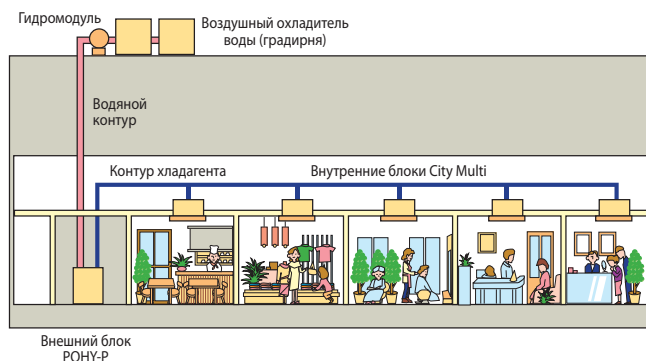 Гидромодуль
Воздушный охладитель
воды (градирня)
Водяной
контур
Контур хладагента
Внутренние блоки City Multi
Внешний блок
PQHY-P